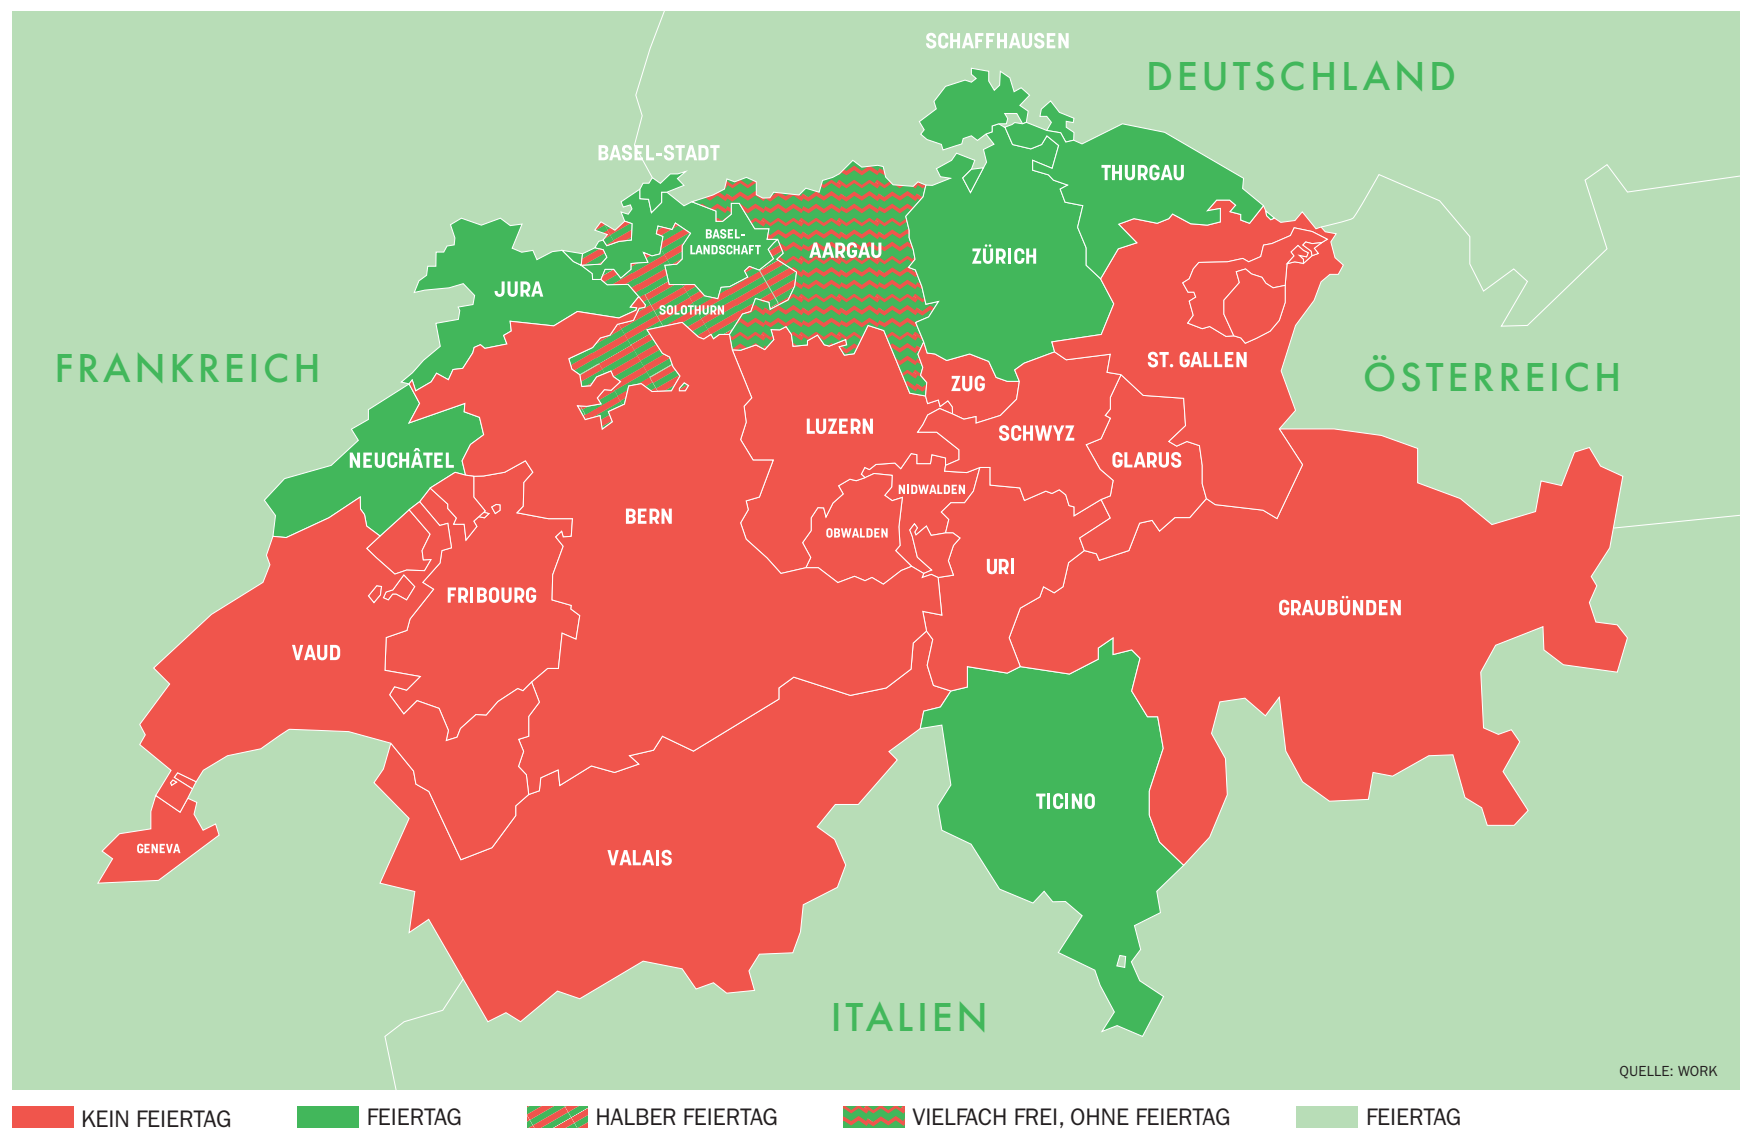 SCHAFFHAUSEN
DEUTSCHLAND
BASEL-STADT
THURGAU
BASEL-
LANDSCHAFT
AARGAU
ZÜRICH
JURA
SOLOTHURN
FRANKREICH
ST. GALLEN
ÖSTERREICH
ZUG
LUZERN
SCHWYZ
NEUCHÂTEL
GLARUS
NIDWALDEN
BERN
OBWALDEN
URI
FRIBOURG
GRAUBÜNDEN
VAUD
TICINO
GENEVA
VALAIS
ITALIEN
QUELLE: WORK
KEIN FEIERTAG
FEIERTAG
HALBER FEIERTAG
VIELFACH FREI, OHNE FEIERTAG
FEIERTAG